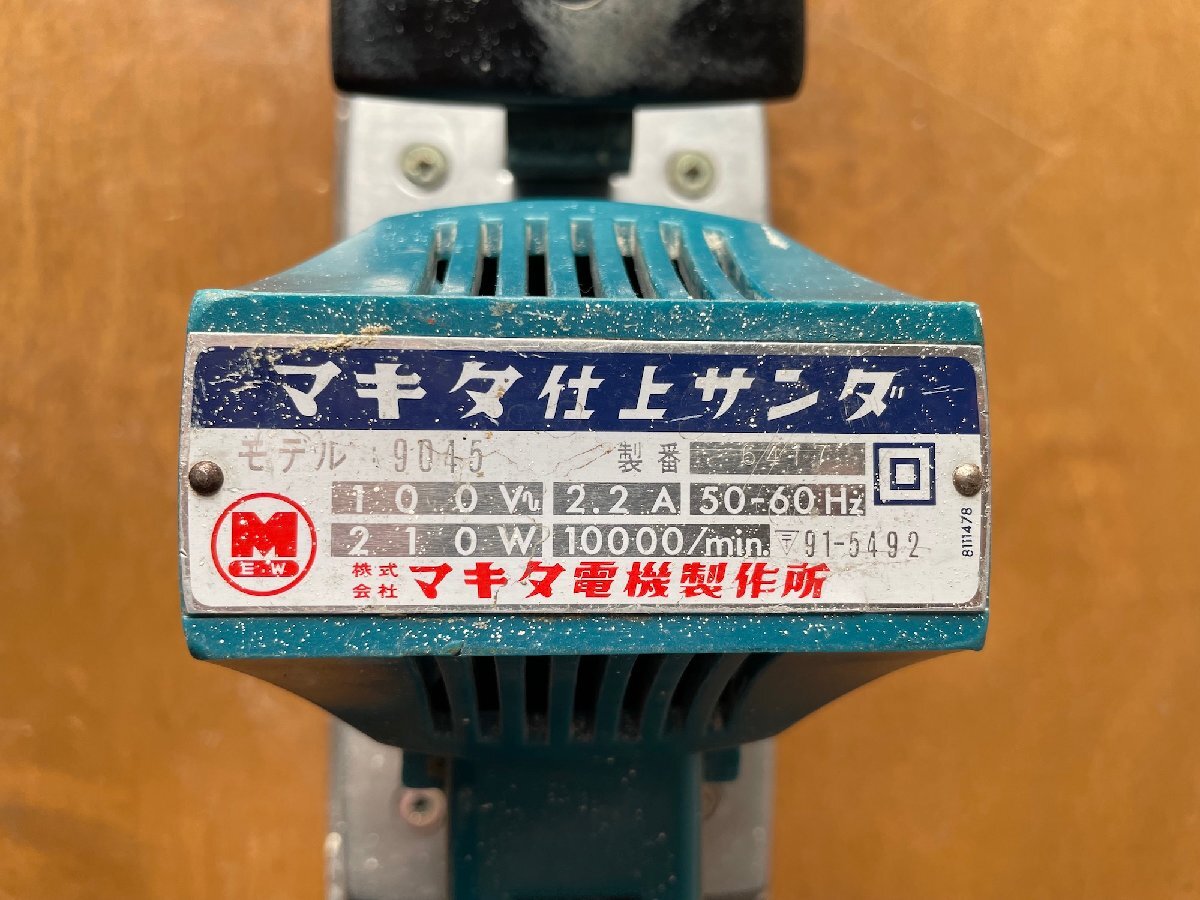 マキタ仕上サンダ
モデル 9045 製番 6417
100V 2.2A 50-60Hz
210W 10000/min. 〒91-5492
8111478
M
E.W
株式会社 マキタ電機製作所